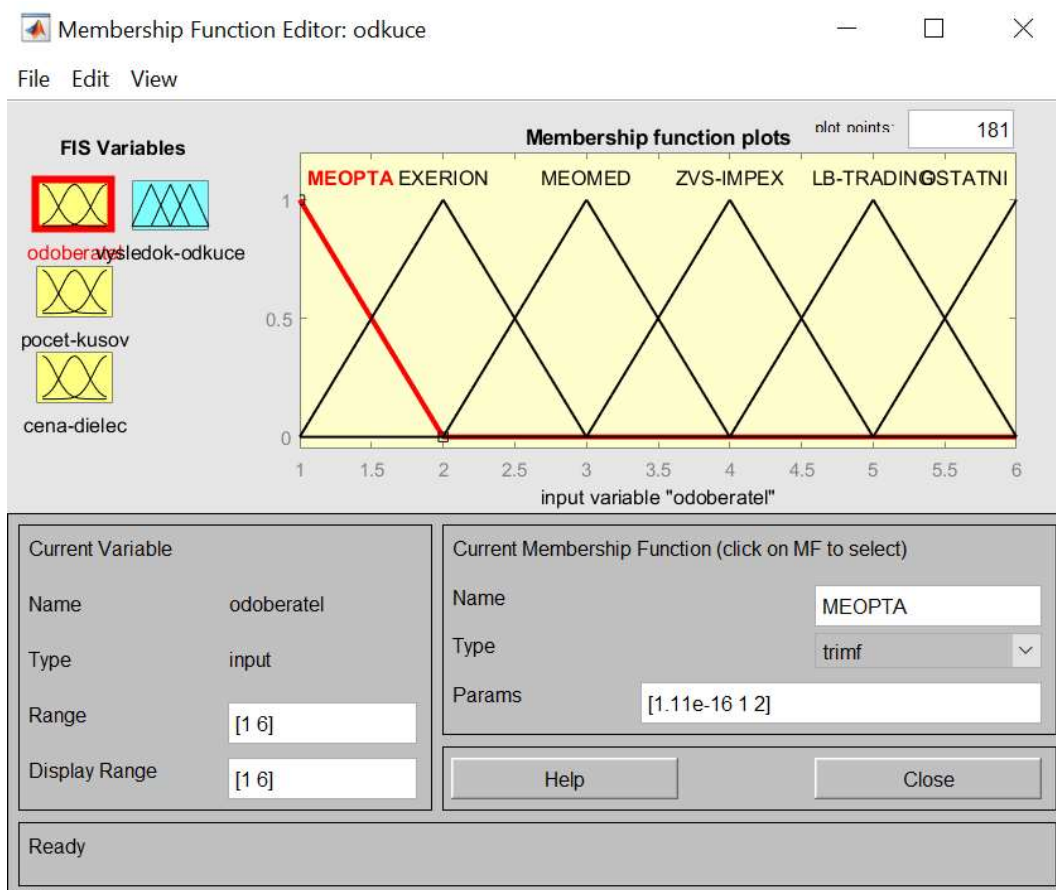 Membership Function Editor: odkuce
File Edit View
FIS Variables
odoberatel
vysledok-odkuce
pocet-kusov
cena-dielec
Membership function plots
plot points:
181
MEOPTA EXERION MEOMED ZVS-IMPEX LB-TRADING OSTATNI
1
0.5
0
1 1.5 2 2.5 3 3.5 4 4.5 5 5.5 6
input variable "odoberatel"
Current Variable
Name odoberatel
Type input
Range [1 6]
Display Range [1 6]
Current Membership Function (click on MF to select)
Name MEOPTA
Type trimf
Params [1.11e-16 1 2]
Help Close
Ready